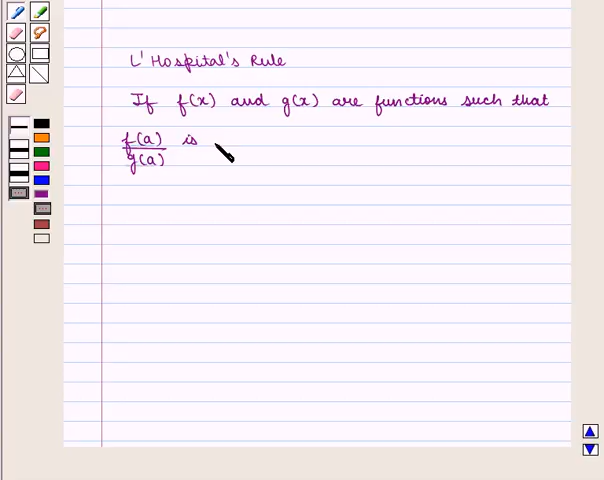 L'Hospital's Rule
If f(x) and g(x) are functions such that
f(a)/g(a) is